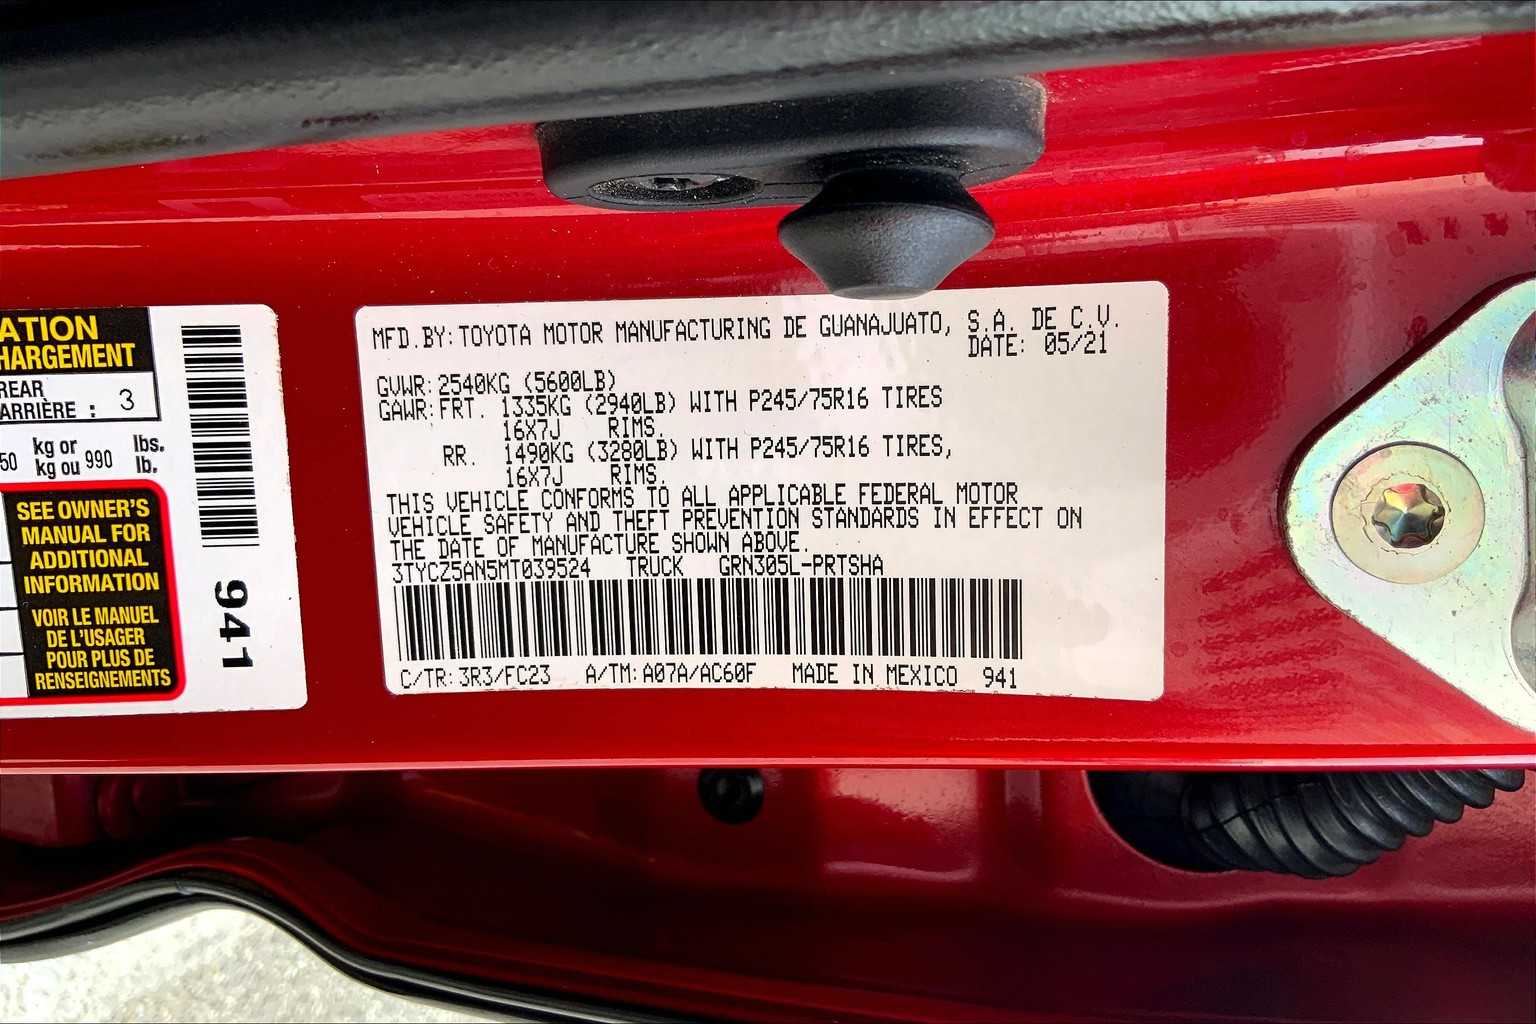 ATION
HARGEMENT
REAR
ARRIÈRE : 3
50 kg or 990 lbs.
kg ou lb.
SEE OWNER'S
MANUAL FOR
ADDITIONAL
INFORMATION
VOIR LE MANUEL
DE L'USAGER
POUR PLUS DE
RENSEIGNEMENTS
941
MFD.BY:TOYOTA MOTOR MANUFACTURING DE GUANAJUATO, S.A. DE C.V.
DATE: 05/21
GVWR:2540KG (5600LB)
GAWR:FRT. 1335KG (2940LB) WITH P245/75R16 TIRES
16X7J RIMS.
RR. 1490KG (3280LB) WITH P245/75R16 TIRES,
16X7J RIMS.
THIS VEHICLE CONFORMS TO ALL APPLICABLE FEDERAL MOTOR
VEHICLE SAFETY AND THEFT PREVENTION STANDARDS IN EFFECT ON
THE DATE OF MANUFACTURE SHOWN ABOVE.
3TYCZ5AN5MT039524 TRUCK GRN305L-PRTSHA
C/TR:3R3/FC23 A/TM:A07A/AC60F MADE IN MEXICO 941